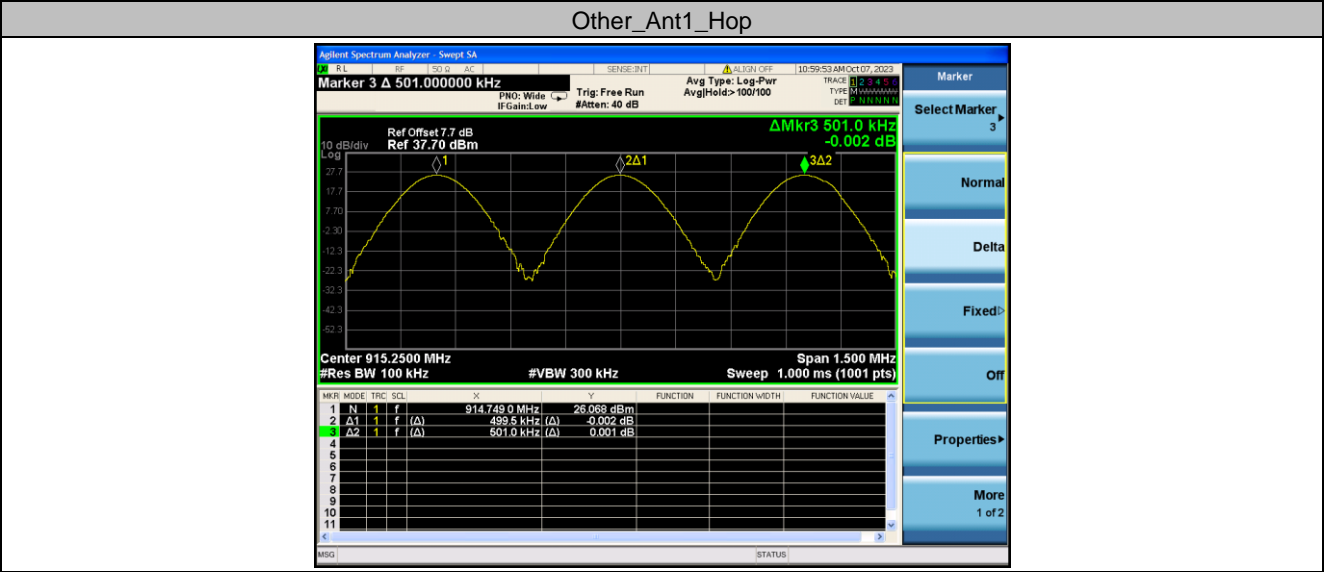 Other_Ant1_Hop
Agilent Spectrum Analyzer - Swept SA
RL RF 50 Ω AC SENSE:INT ALIGN OFF 10:59:53 AM Oct 07, 2023
Marker 3 Δ 501.000000 kHz
PNO: Wide
IFGain:Low
Trig: Free Run
#Atten: 40 dB
Avg Type: Log-Pwr
Avg|Hold:>100/100
TRACE 1 2 3 4 5 6
TYPE M
DET P N N N N N
ΔMkr3 501.0 kHz
-0.002 dB
Ref Offset 7.7 dB
10 dB/div Ref 37.70 dBm
Log
1
2Δ1
3Δ2
27.7
17.7
7.70
-2.30
-12.3
-22.3
-32.3
-42.3
-52.3
Center 915.2500 MHz Span 1.500 MHz
#Res BW 100 kHz #VBW 300 kHz Sweep 1.000 ms (1001 pts)
MKR MODE TRC SCL X Y FUNCTION FUNCTION WIDTH FUNCTION VALUE
1 N 1 f 914.749 0 MHz 26.068 dBm
2 Δ1 1 f (Δ) 499.5 kHz (Δ) -0.002 dB
3 Δ2 1 f (Δ) 501.0 kHz (Δ) 0.001 dB
4
5
6
7
8
9
10
11
MSG STATUS
Marker
Select Marker
3
Normal
Delta
Fixed
Off
Properties
More
1 of 2